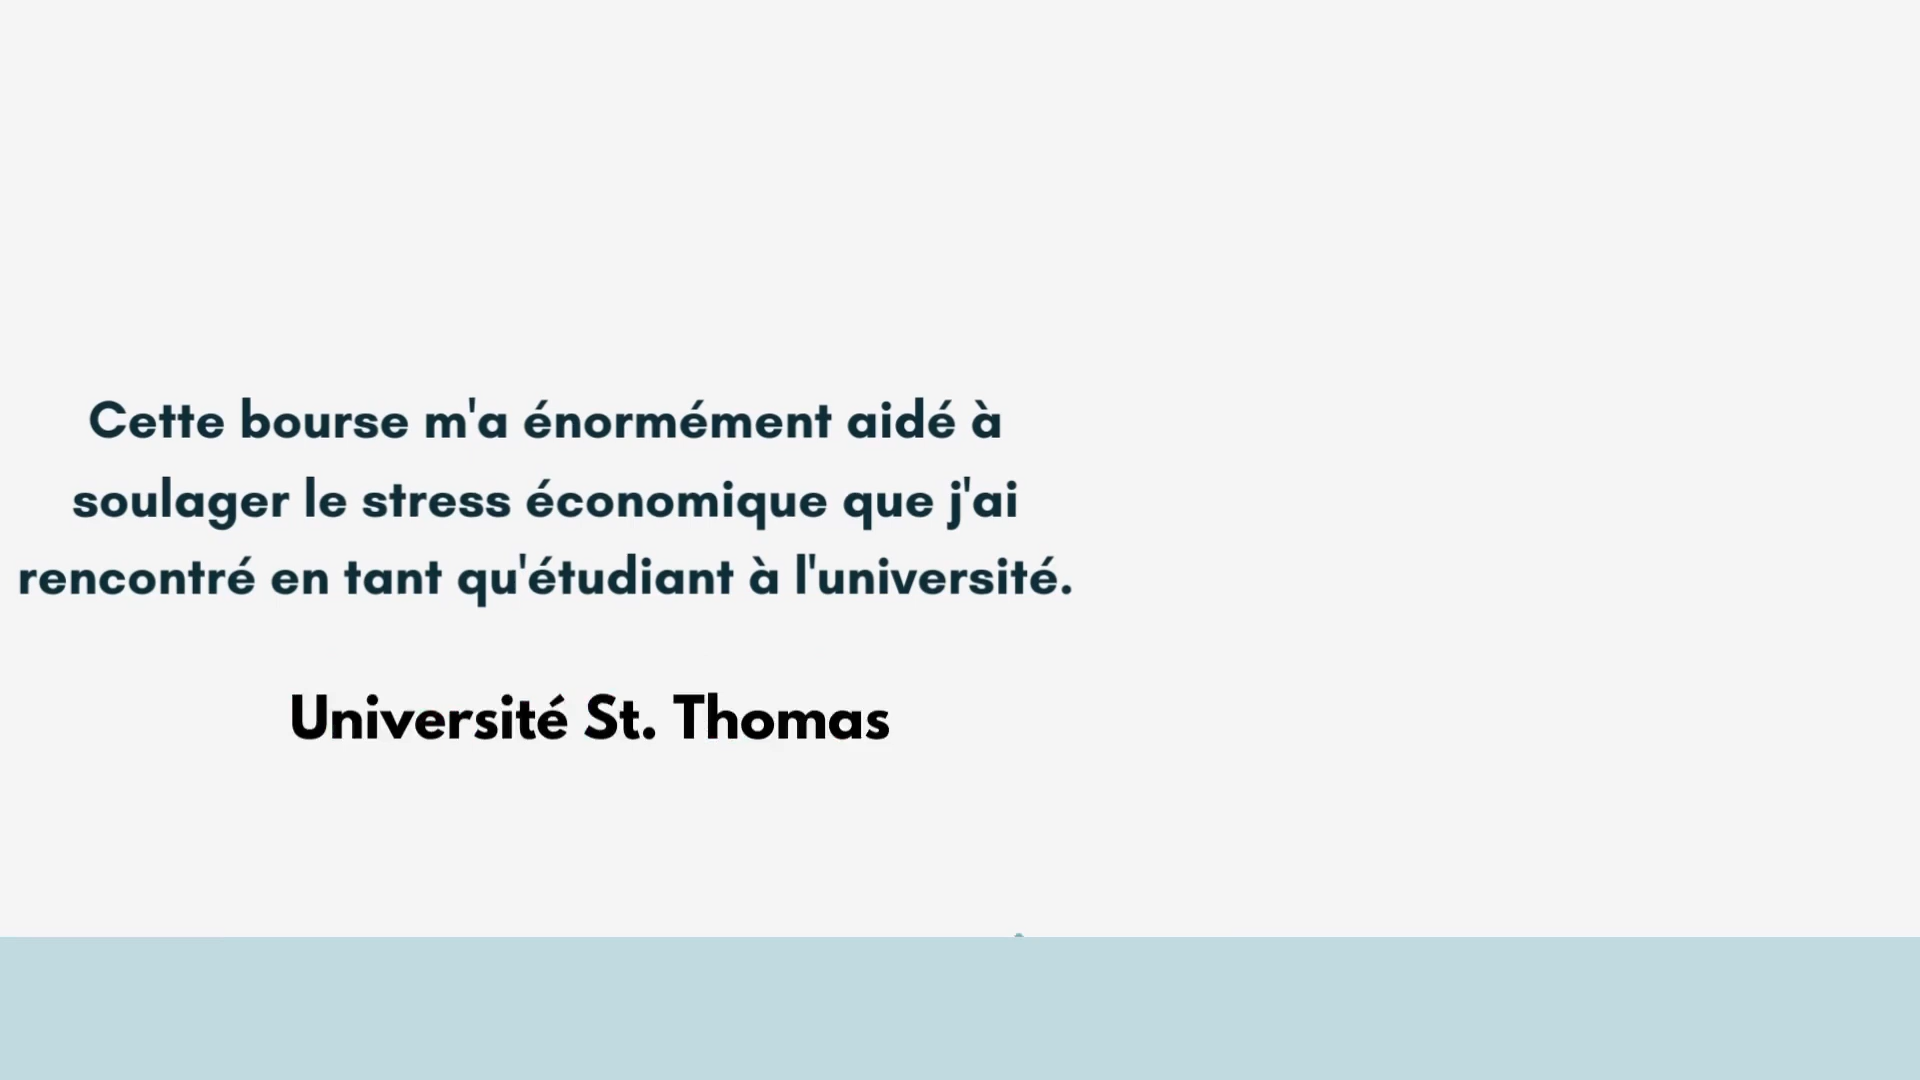 Cette bourse m'a énormément aidé à
soulager le stress économique que j'ai
rencontré en tant qu'étudiant à l'université.
Université St. Thomas